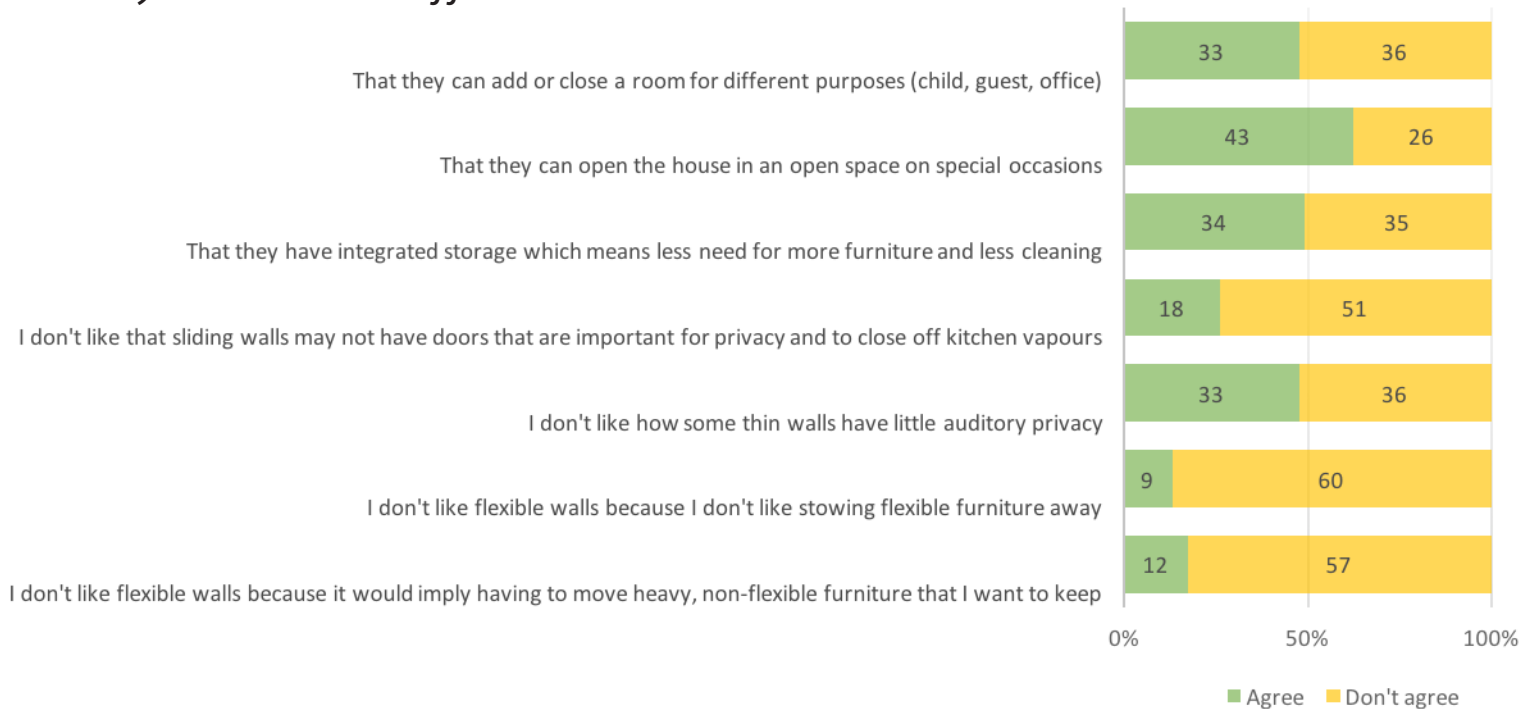 33 36
That they can add or close a room for different purposes (child, guest, office)
43 26
That they can open the house in an open space on special occasions
34 35
That they have integrated storage which means less need for more furniture and less cleaning
18 51
I don't like that sliding walls may not have doors that are important for privacy and to close off kitchen vapours
33 36
I don't like how some thin walls have little auditory privacy
9 60
I don't like flexible walls because I don't like stowing flexible furniture away
12 57
I don't like flexible walls because it would imply having to move heavy, non-flexible furniture that I want to keep
0% 50% 100%
Agree Don't agree